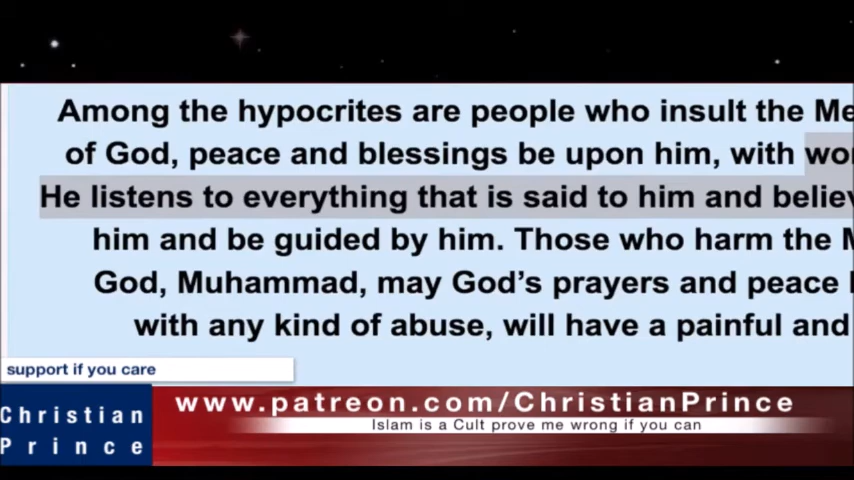 Among the hypocrites are people who insult the
of God, peace and blessings be upon him, with
He listens to everything that is said to him and
him and be guided by him. Those who harm the
God, Muhammad, may God's prayers and peace
with any kind of abuse, will have a painful and
support if you care
Christian
Prince
www.patreon.com/ChristianPrince
Islam is a Cult prove me wrong if you can